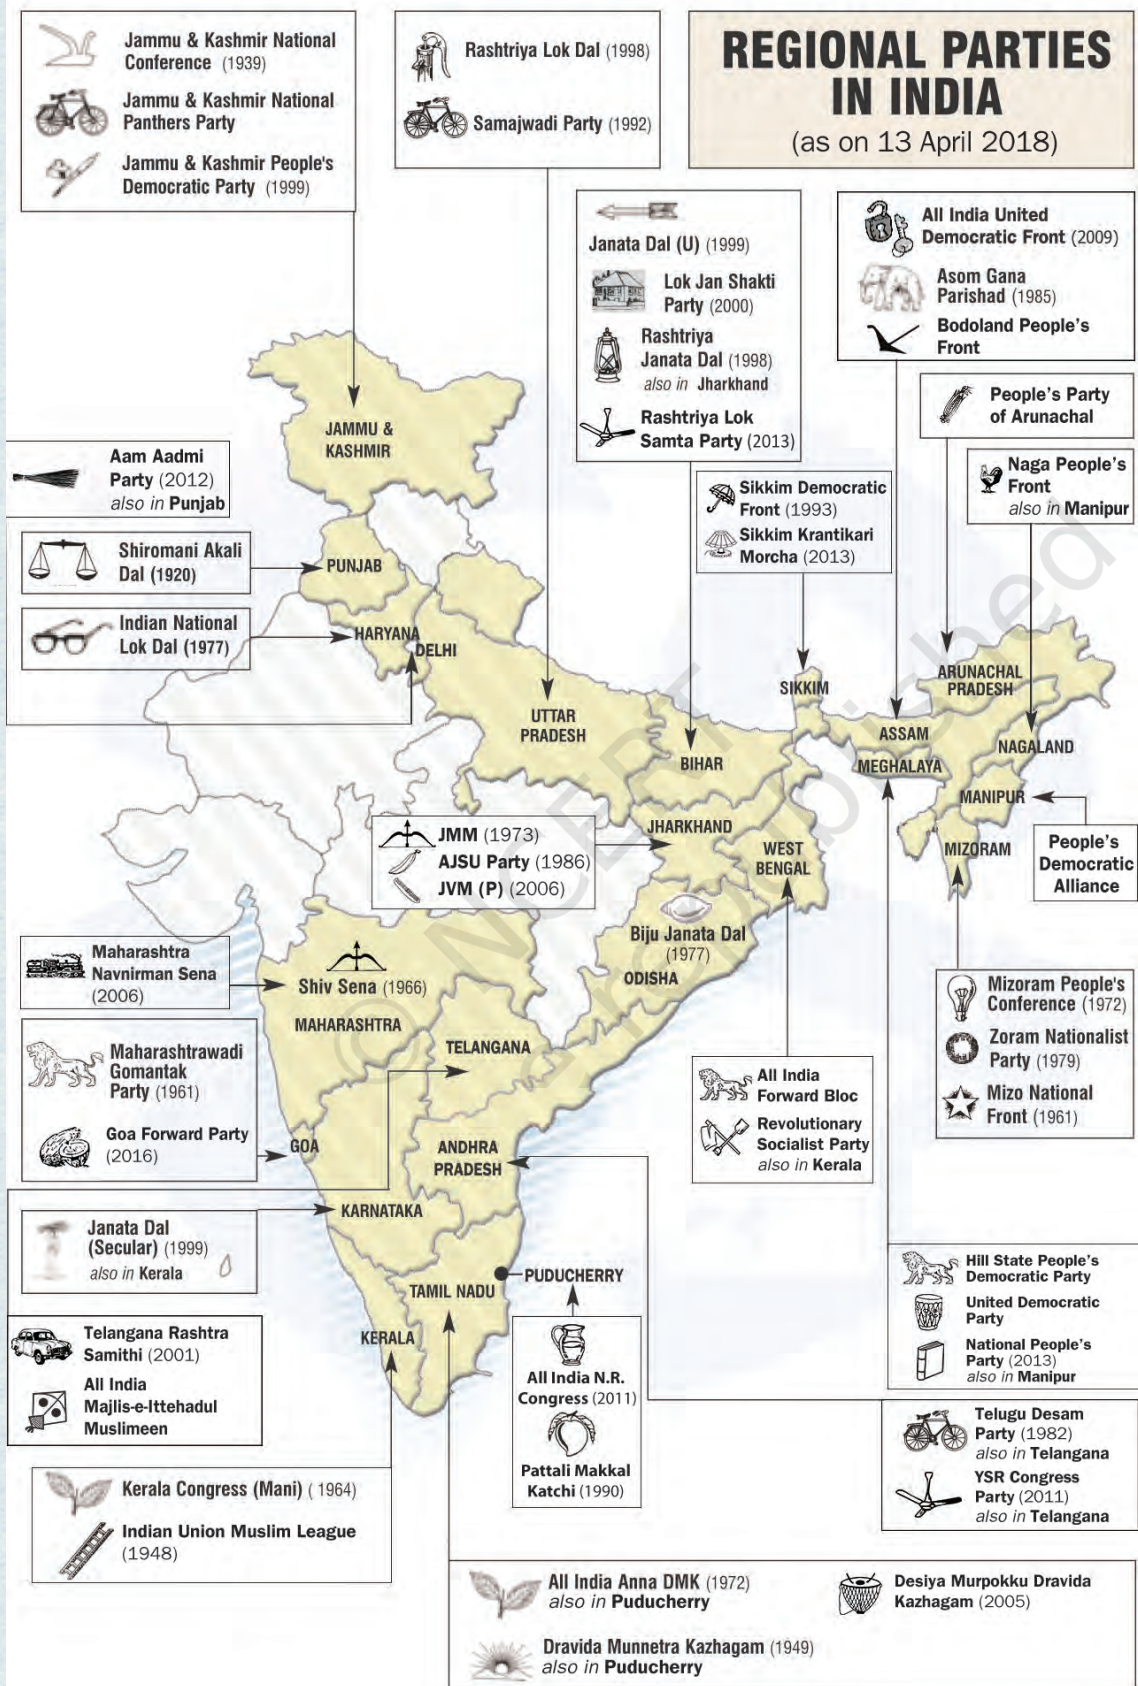 REGIONAL PARTIES
IN INDIA
(as on 13 April 2018)
Jammu & Kashmir National
Conference (1939)
Jammu & Kashmir National
Panthers Party
Jammu & Kashmir People's
Democratic Party (1999)
Rashtriya Lok Dal (1998)
Samajwadi Party (1992)
Janata Dal (U) (1999)
Lok Jan Shakti
Party (2000)
Rashtriya
Janata Dal (1998)
also in Jharkhand
Rashtriya Lok
Samta Party (2013)
All India United
Democratic Front (2009)
Asom Gana
Parishad (1985)
Bodoland People's
Front
People's Party
of Arunachal
Naga People's
Front
also in Manipur
Sikkim Democratic
Front (1993)
Sikkim Krantikari
Morcha (2013)
Aam Aadmi
Party (2012)
also in Punjab
Shiromani Akali
Dal (1920)
Indian National
Lok Dal (1977)
JAMMU &
KASHMIR
PUNJAB
HARYANA
DELHI
UTTAR
PRADESH
BIHAR
SIKKIM
ARUNACHAL
PRADESH
ASSAM
NAGALAND
MEGHALAYA
MANIPUR
MIZORAM
JHARKHAND
WEST
BENGAL
JMM (1973)
AJSU Party (1986)
JVM (P) (2006)
People's
Democratic
Alliance
Biju Janata Dal
(1977)
ODISHA
Maharashtra
Navnirman Sena
(2006)
Shiv Sena (1966)
MAHARASHTRA
TELANGANA
Maharashtrawadi
Gomantak
Party (1961)
Goa Forward Party
(2016)
GOA
ANDHRA
PRADESH
KARNATAKA
All India
Forward Bloc
Revolutionary
Socialist Party
also in Kerala
Mizoram People's
Conference (1972)
Zoram Nationalist
Party (1979)
Mizo National
Front (1961)
Janata Dal
(Secular) (1999)
also in Kerala
PUDUCHERRY
TAMIL NADU
KERALA
Hill State People's
Democratic Party
United Democratic
Party
National People's
Party (2013)
also in Manipur
Telangana Rashtra
Samithi (2001)
All India
Majlis-e-Ittehadul
Muslimeen
All India N.R.
Congress (2011)
Pattali Makkal
Katchi (1990)
Telugu Desam
Party (1982)
also in Telangana
YSR Congress
Party (2011)
also in Telangana
Kerala Congress (Mani) ( 1964)
Indian Union Muslim League
(1948)
All India Anna DMK (1972)
also in Puducherry
Dravida Munnetra Kazhagam (1949)
also in Puducherry
Desiya Murpokku Dravida
Kazhagam (2005)
© NCERT
not to be republished